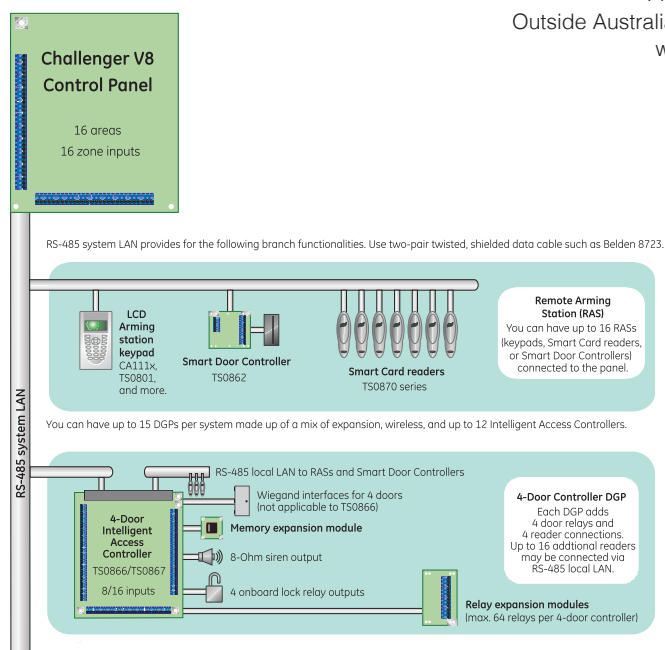 Outside Australia
Challenger V8
Control Panel
16 areas
16 zone inputs
RS-485 system LAN provides for the following branch functionalities. Use two-pair twisted, shielded data cable such as Belden 8723.
LCD
Arming
station
keypad
CA111x,
TS0801,
and more.
Smart Door Controller
TS0862
Smart Card readers
TS0870 series
Remote Arming
Station (RAS)
You can have up to 16 RASs
(keypads, Smart Card readers,
or Smart Door Controllers)
connected to the panel.
RS-485 system LAN
You can have up to 15 DGPs per system made up of a mix of expansion, wireless, and up to 12 Intelligent Access Controllers.
RS-485 local LAN to RASs and Smart Door Controllers
Wiegand interfaces for 4 doors
(not applicable to TS0866)
4-Door
Intelligent
Access
Controller
TS0866/TS0867
8/16 inputs
Memory expansion module
8-Ohm siren output
4 onboard lock relay outputs
4-Door Controller DGP
Each DGP adds
4 door relays and
4 reader connections.
Up to 16 addtional readers
may be connected via
RS-485 local LAN.
Relay expansion modules
(max. 64 relays per 4-door controller)